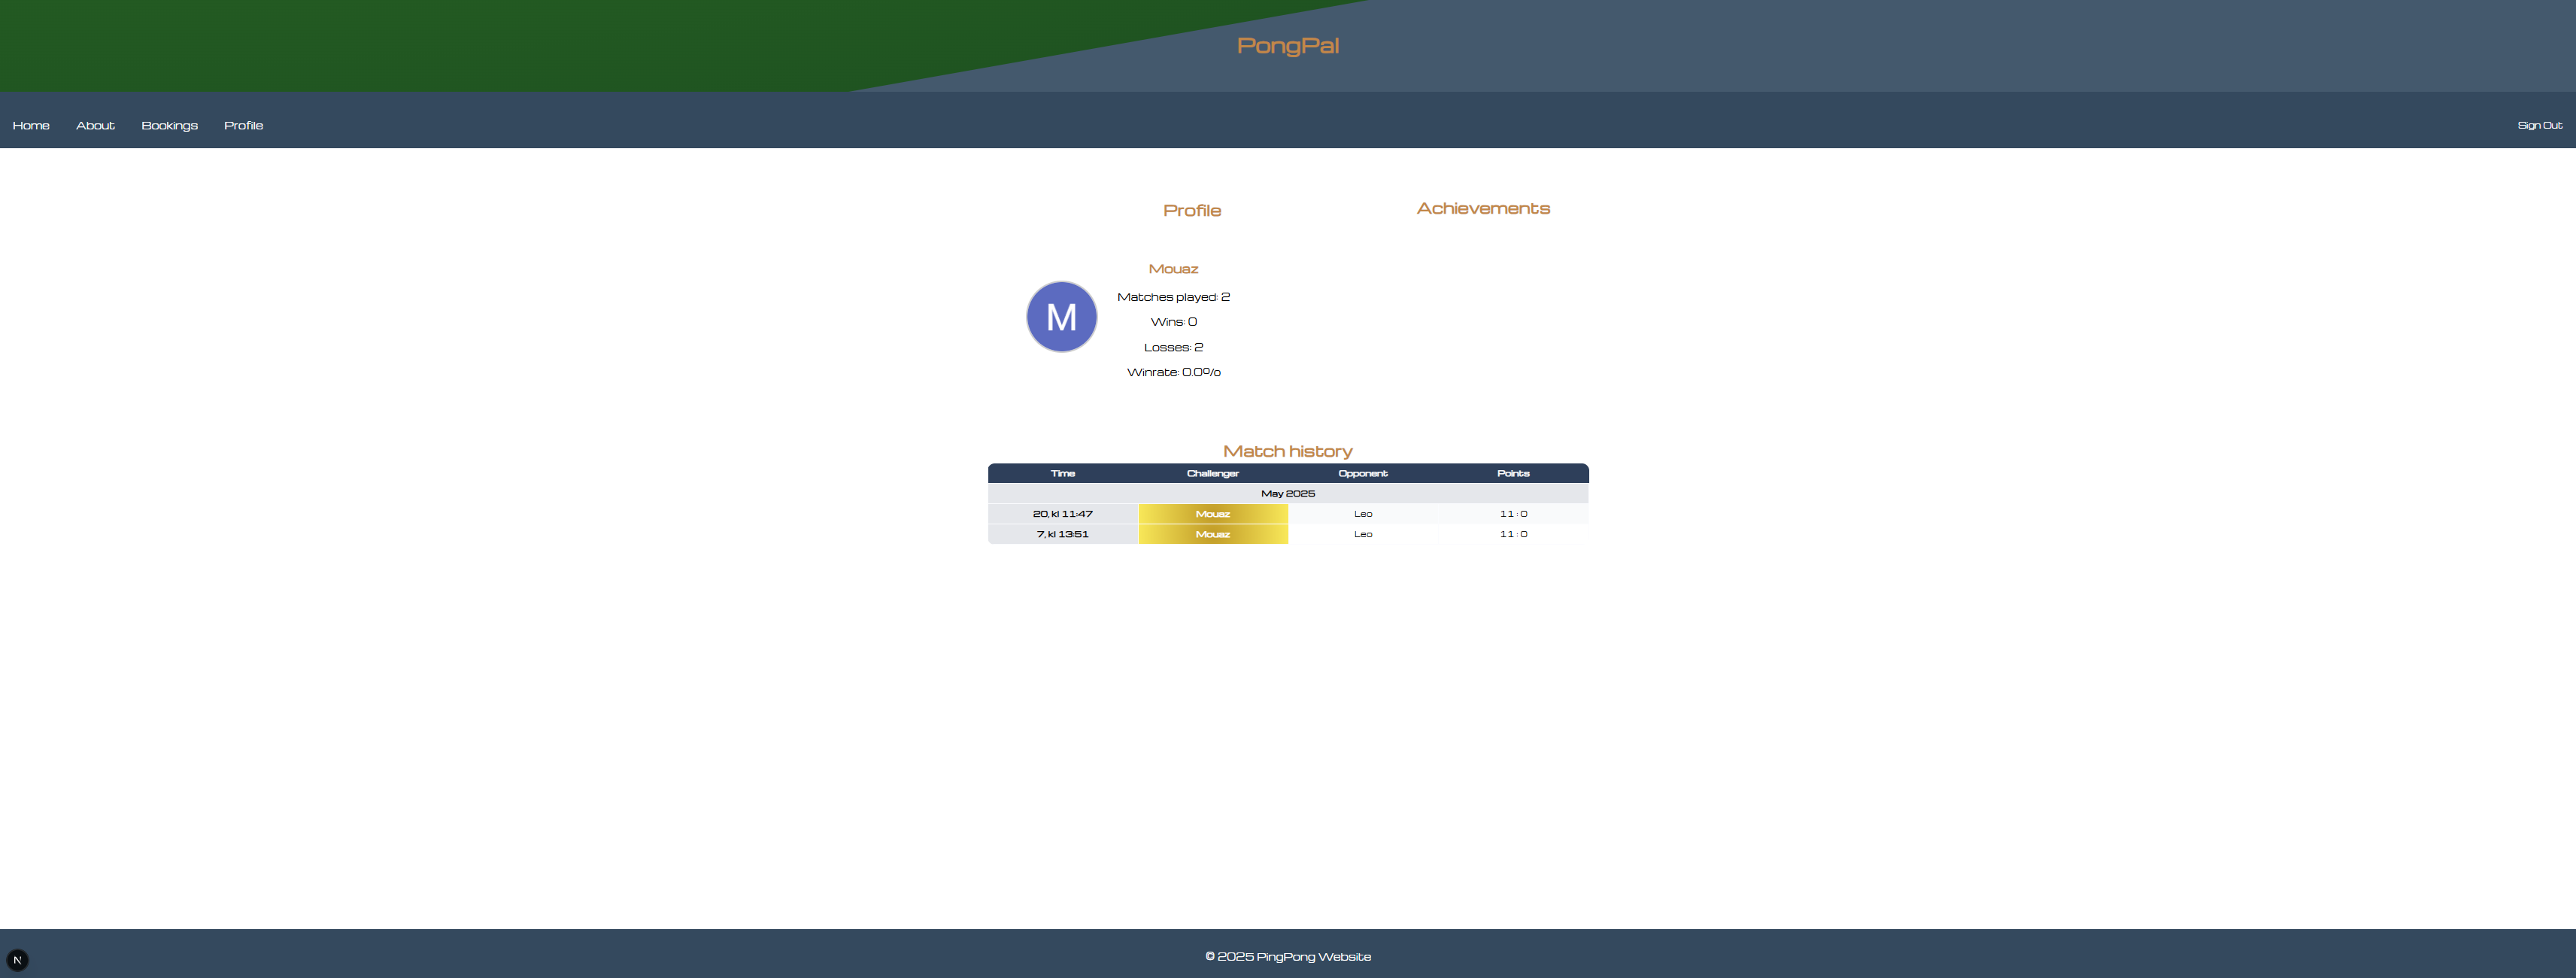 PongPal
Home About Bookings Profile Sign Out
Profile
Achievements
Mouaz
M
Matches played: 2
Wins: 0
Losses: 2
Winrate: 0.0%
Match history
Time Challenger Opponent Points
May 2025
20, kl 11:47 Mouaz Leo 11 : 0
7, kl 13:51 Mouaz Leo 11 : 0
N
© 2025 PingPong Website